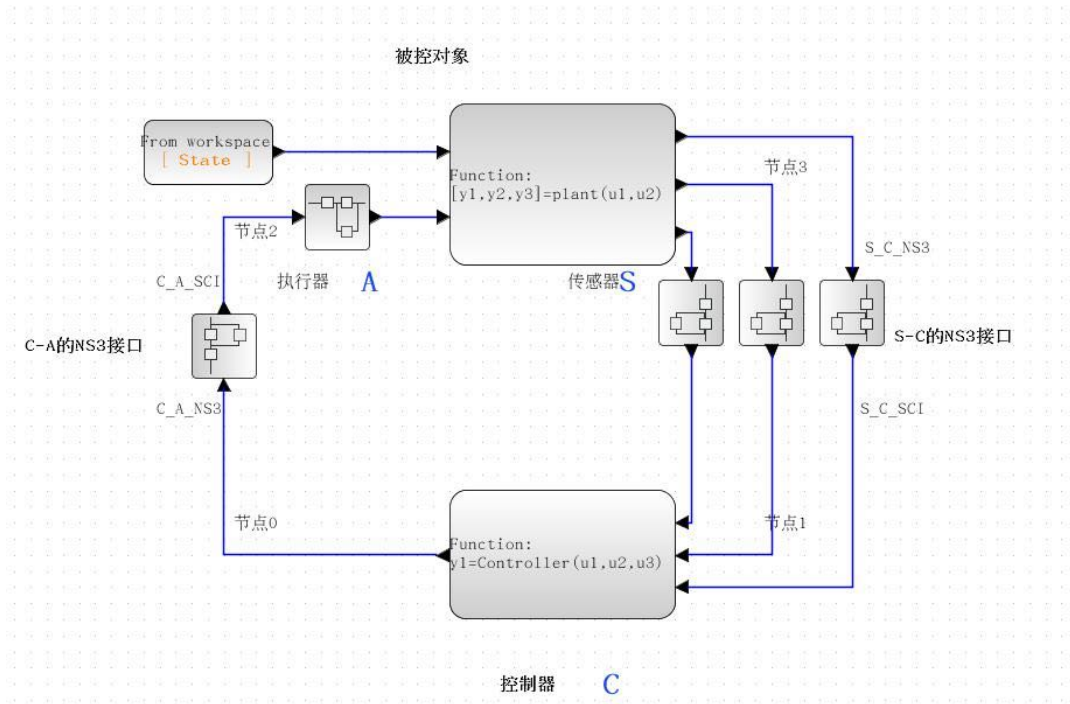 被控对象
From workspace
[ State ]
节点3
Function:
[y1,y2,y3]=plant(u1,u2)
节点2
S_C_NS3
C_A_SCI
执行器
A
传感器S
C-A的NS3接口
S-C的NS3接口
C_A_NS3
S_C_SCI
节点0
节点1
Function:
y1=Controller(u1,u2,u3)
控制器
C